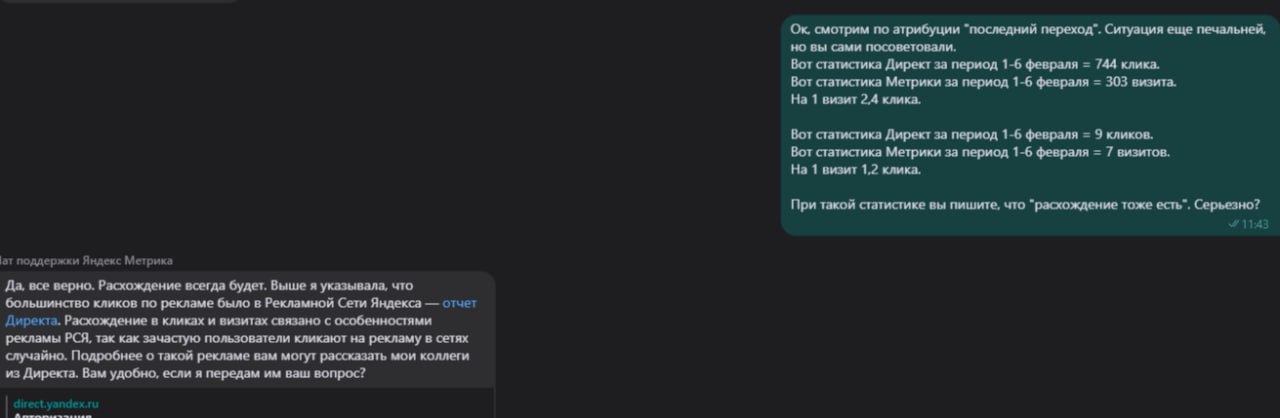 Ок, смотрим по атрибуции "последний переход". Ситуация еще печальней,
но вы сами посоветовали.
Вот статистика Директ за период 1-6 февраля = 744 клика.
Вот статистика Метрики за период 1-6 февраля = 303 визита.
На 1 визит 2,4 клика.
Вот статистика Директ за период 1-6 февраля = 9 кликов.
Вот статистика Метрики за период 1-6 февраля = 7 визитов.
На 1 визит 1,2 клика.
При такой статистике вы пишите, что "расхождение тоже есть". Серьезно?
11:43
ат поддержки Яндекс Метрика
Да, все верно. Расхождение всегда будет. Выше я указывала, что
большинство кликов по рекламе было в Рекламной Сети Яндекса — отчет
Директа. Расхождение в кликах и визитах связано с особенностями
рекламы РСЯ, так как зачастую пользователи кликают на рекламу в сетях
случайно. Подробнее о такой рекламе вам могут рассказать мои коллеги
из Директа. Вам удобно, если я передам им ваш вопрос?
direct.yandex.ru
Авторизация